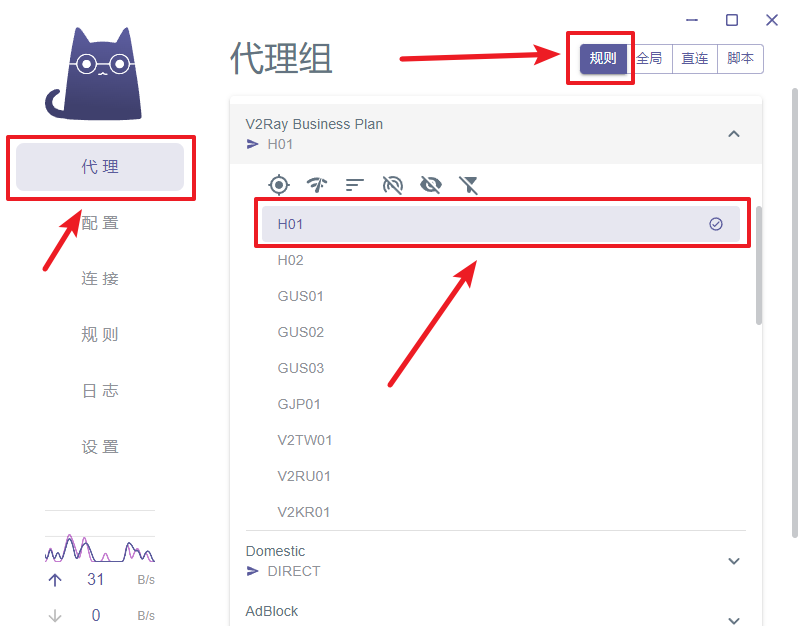 代理组
规则 全局 直连 脚本
代理
配置
连接
规则
日志
设置
31 B/s
0 B/s
V2Ray Business Plan
H01
H01
H02
GUS01
GUS02
GUS03
GJP01
V2TW01
V2RU01
V2KR01
Domestic
DIRECT
AdBlock